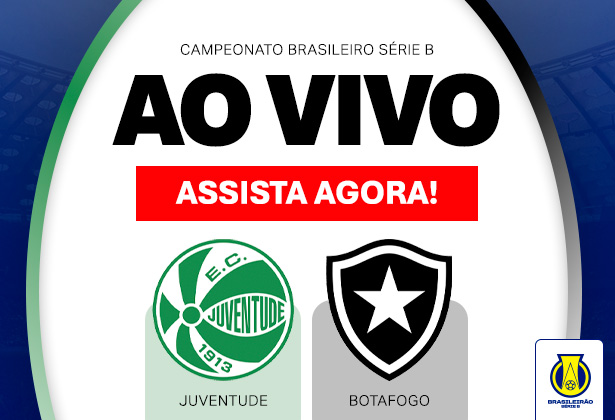 CAMPEONATO BRASILEIRO SÉRIE B
AO VIVO
ASSISTA AGORA!
E.C.
JUVENTUDE
1913
JUVENTUDE
BOTAFOGO
BRASILEIRÃO
SÉRIE B